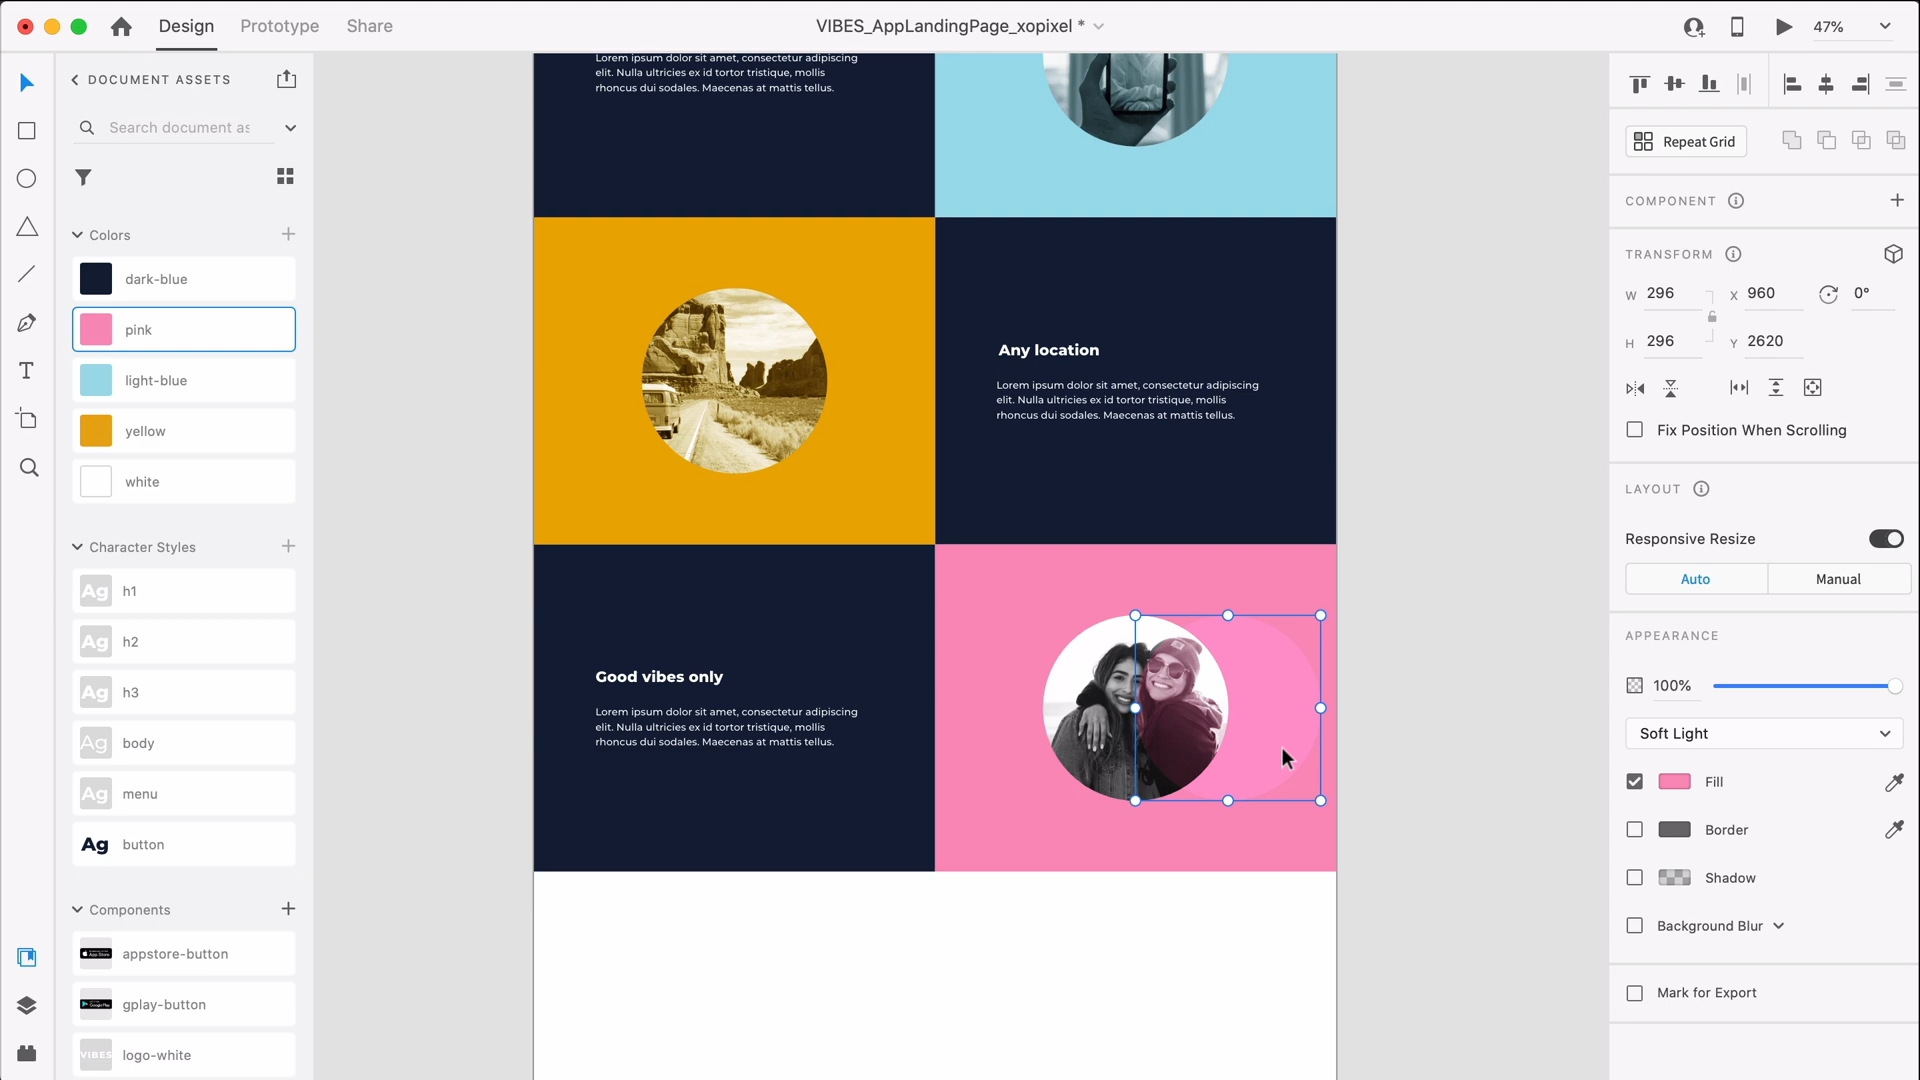 Design
Prototype
Share
VIBES_AppLandingPage_xopixel *
47%
DOCUMENT ASSETS
Search document as
Colors
dark-blue
pink
light-blue
yellow
white
Character Styles
Ag h1
Ag h2
Ag h3
Ag body
Ag menu
Ag button
Components
appstore-button
gplay-button
VIBES logo-white
Lorem ipsum dolor sit amet, consectetur adipiscing
elit. Nulla ultricies ex id tortor tristique, mollis
rhoncus dui sodales. Maecenas at mattis tellus.
Any location
Lorem ipsum dolor sit amet, consectetur adipiscing
elit. Nulla ultricies ex id tortor tristique, mollis
rhoncus dui sodales. Maecenas at mattis tellus.
Good vibes only
Lorem ipsum dolor sit amet, consectetur adipiscing
elit. Nulla ultricies ex id tortor tristique, mollis
rhoncus dui sodales. Maecenas at mattis tellus.
Repeat Grid
COMPONENT
TRANSFORM
W 296 X 960 0°
H 296 Y 2620
Fix Position When Scrolling
LAYOUT
Responsive Resize
Auto
Manual
APPEARANCE
100%
Soft Light
Fill
Border
Shadow
Background Blur
Mark for Export